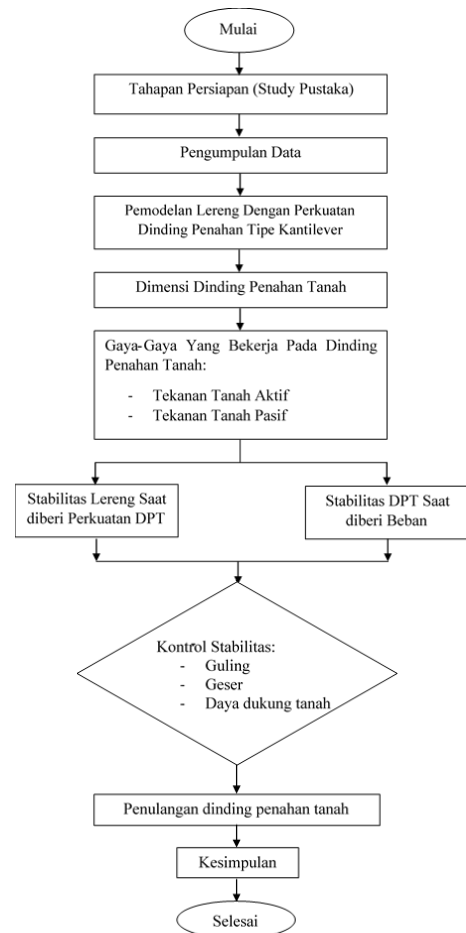 Mulai
Tahapan Persiapan (Study Pustaka)
Pengumpulan Data
Pemodelan Lereng Dengan Perkuatan
Dinding Penahan Tipe Kantilever
Dimensi Dinding Penahan Tanah
Gaya-Gaya Yang Bekerja Pada Dinding
Penahan Tanah:
- Tekanan Tanah Aktif
- Tekanan Tanah Pasif
Stabilitas Lereng Saat
diberi Perkuatan DPT
Stabilitas DPT Saat
diberi Beban
Kontrol Stabilitas:
- Guling
- Geser
- Daya dukung tanah
Penulangan dinding penahan tanah
Kesimpulan
Selesai